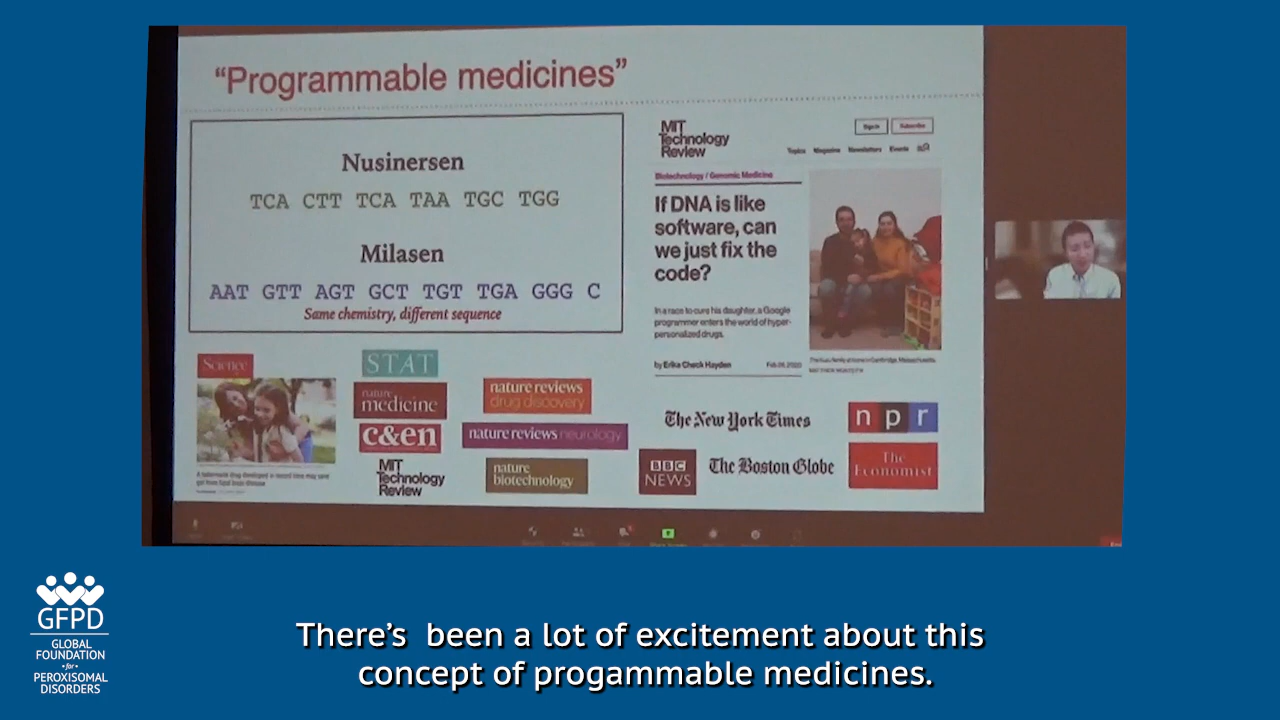 “Programmable medicines”
Nusinersen
TCA CTT TCA TAA TGC TGG
Milasen
AAT GTT AGT GCT TGT TGA GGG C
Same chemistry, different sequence
MIT
Technology
Review
Sign in
Subscribe
Topics Magazine Newsletters Events
Biotechnology / Genomic Medicine
If DNA is like
software, can
we just fix the
code?
In a race to cure his daughter, a Google
programmer enters the world of hyper-
personalized drugs.
by Erika Check Hayden
Science
STAT
nature
medicine
c&en
MIT
Technology
Review
nature reviews
drug discovery
nature reviews neurology
nature
biotechnology
The New York Times
npr
BBC
NEWS
The Boston Globe
The
Economist
GFPD
GLOBAL
FOUNDATION
• for •
PEROXISOMAL
DISORDERS
There’s been a lot of excitement about this
concept of progammable medicines.